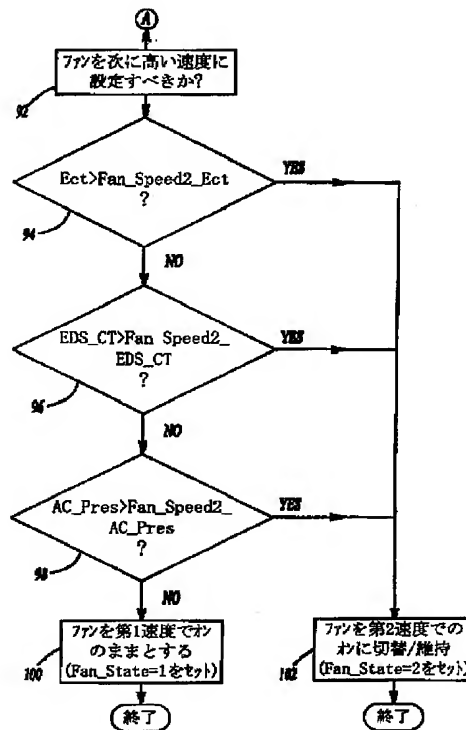 A
ファンを次に高い速度に
設定すべきか?
92
Ect>Fan_Speed2_Ect
?
YES
94
NO
EDS_CT>Fan Speed2_
EDS_CT
?
YES
96
NO
AC_Pres>Fan_Speed2_
AC_Pres
?
YES
98
NO
ファンを第1速度でオン
のままとする
(Fan_State=1をセット)
100
ファンを第2速度での
オンに切替/維持
(Fan_State=2をセット)
102
終了
終了